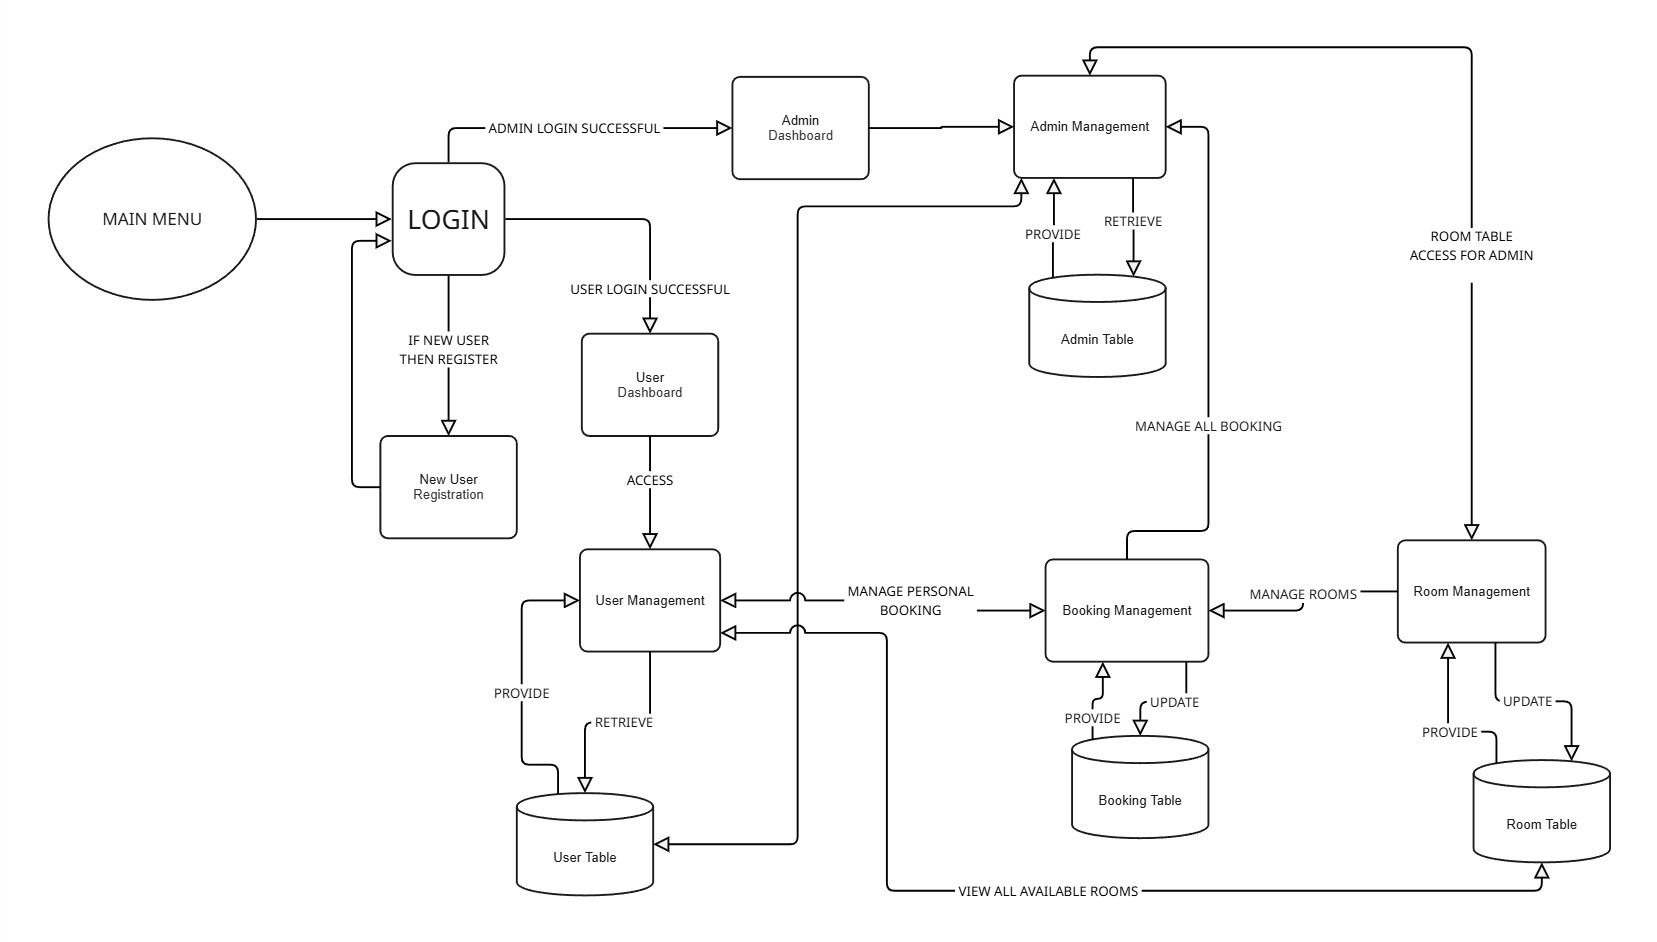 MAIN MENU
LOGIN
ADMIN LOGIN SUCCESSFUL
Admin
Dashboard
Admin Management
PROVIDE
RETRIEVE
Admin Table
ROOM TABLE
ACCESS FOR ADMIN
USER LOGIN SUCCESSFUL
IF NEW USER
THEN REGISTER
User
Dashboard
New User
Registration
ACCESS
MANAGE ALL BOOKING
User Management
MANAGE PERSONAL
BOOKING
Booking Management
MANAGE ROOMS
Room Management
PROVIDE
RETRIEVE
User Table
PROVIDE
UPDATE
Booking Table
PROVIDE
UPDATE
Room Table
VIEW ALL AVAILABLE ROOMS